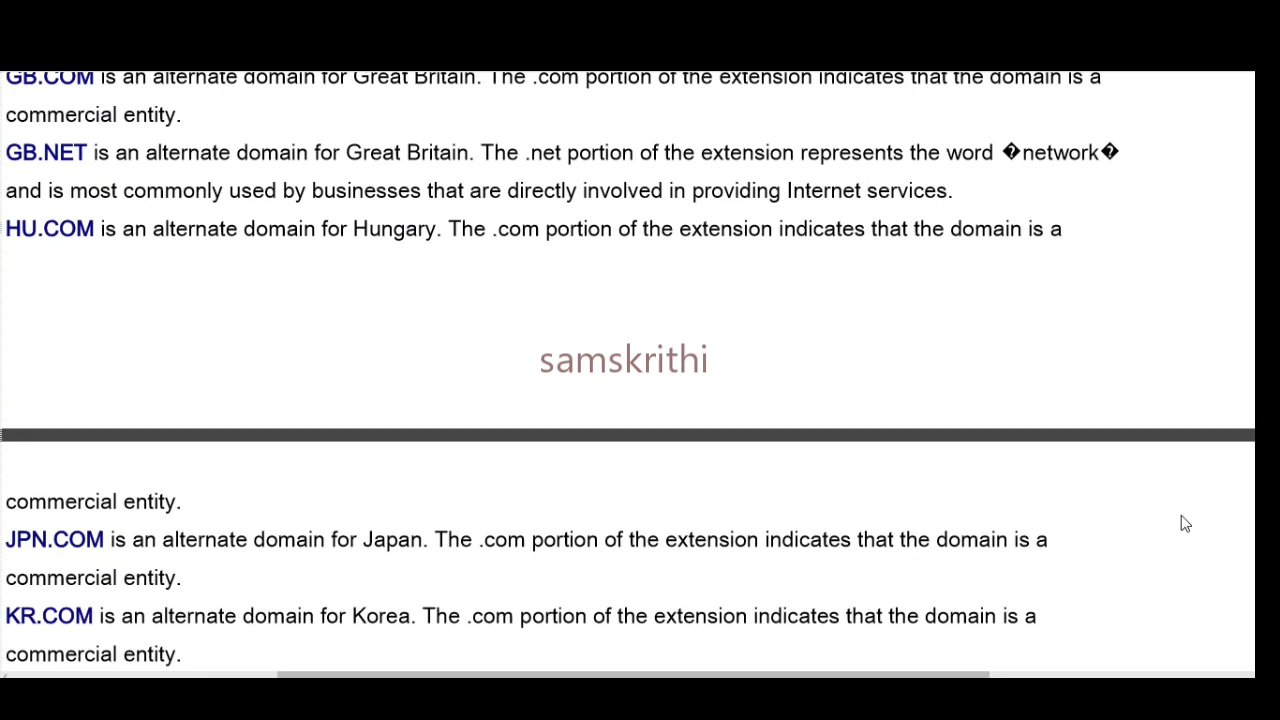 GB.COM is an alternate domain for Great Britain. The .com portion of the extension indicates that the domain is a
commercial entity.
GB.NET is an alternate domain for Great Britain. The .net portion of the extension represents the word �network�
and is most commonly used by businesses that are directly involved in providing Internet services.
HU.COM is an alternate domain for Hungary. The .com portion of the extension indicates that the domain is a
samskrithi
commercial entity.
JPN.COM is an alternate domain for Japan. The .com portion of the extension indicates that the domain is a
commercial entity.
KR.COM is an alternate domain for Korea. The .com portion of the extension indicates that the domain is a
commercial entity.